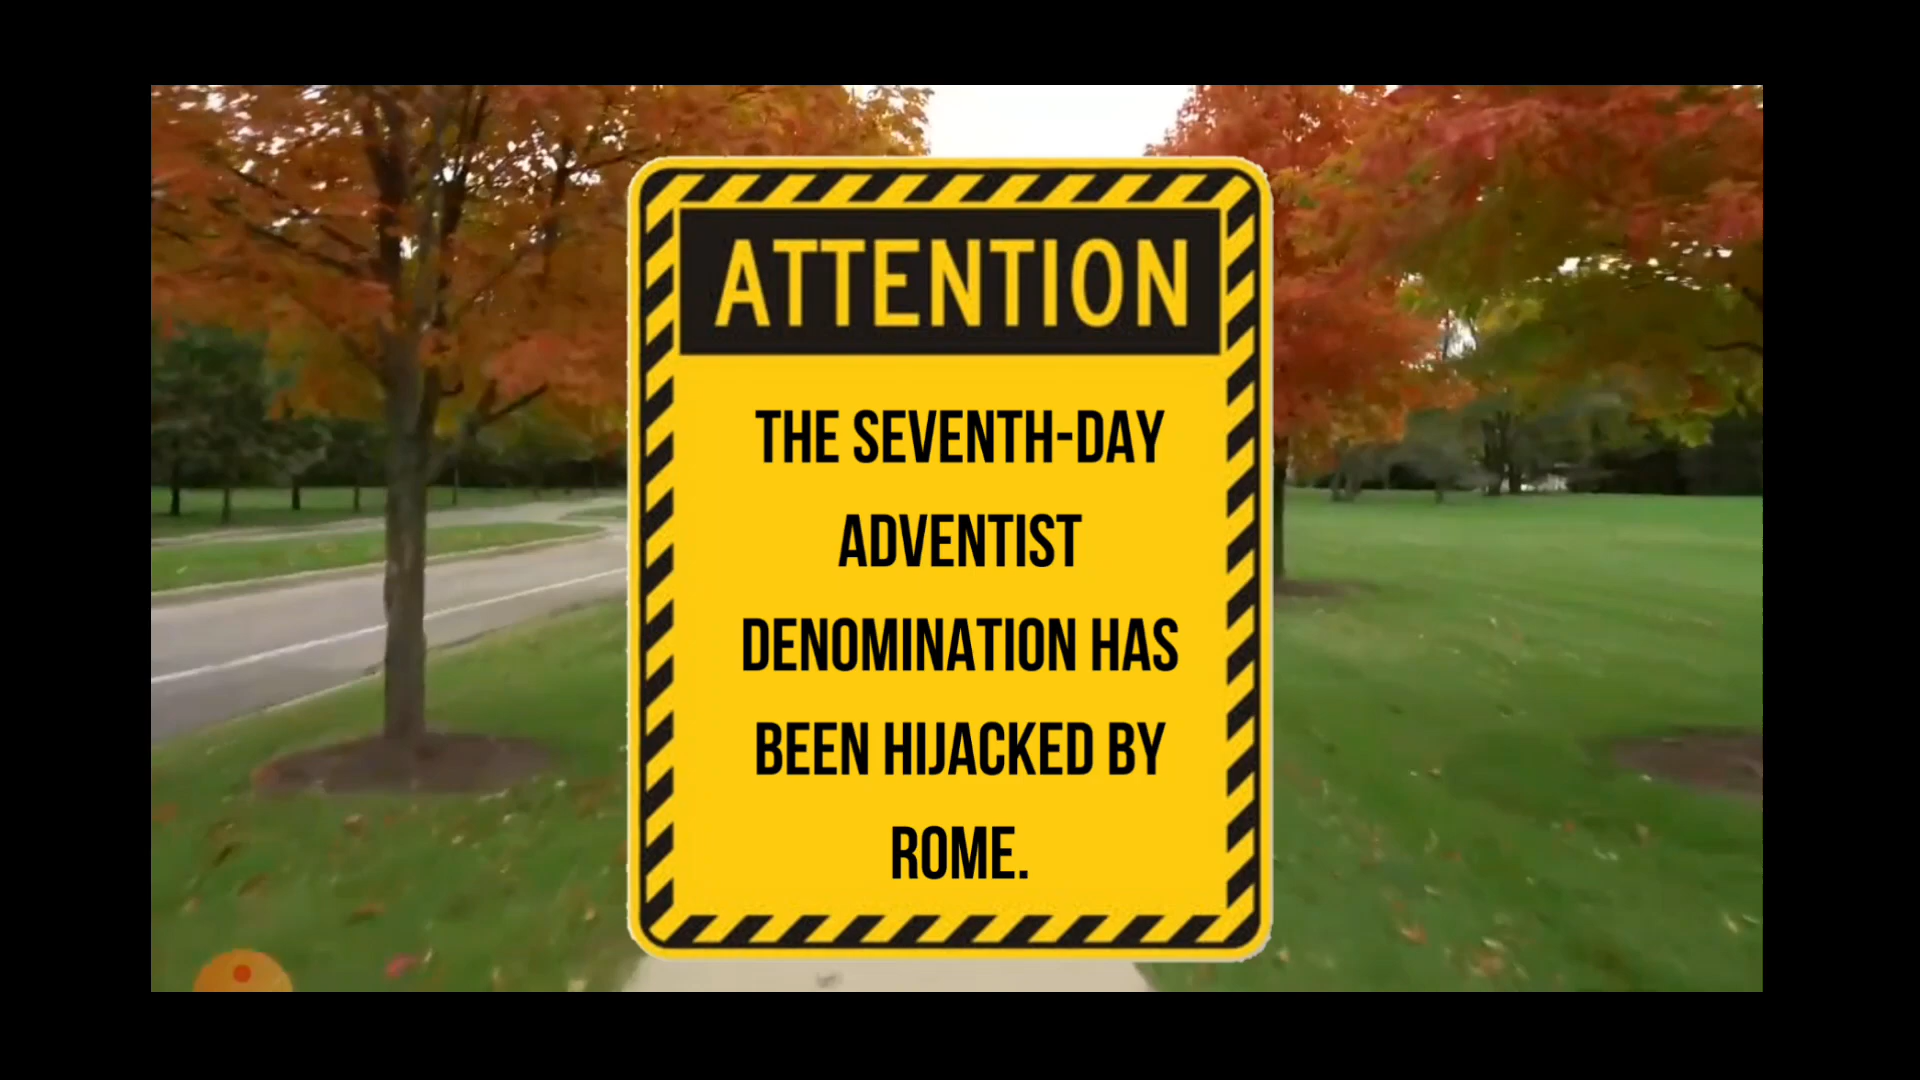 ATTENTION
THE SEVENTH-DAY
ADVENTIST
DENOMINATION HAS
BEEN HIJACKED BY
ROME.